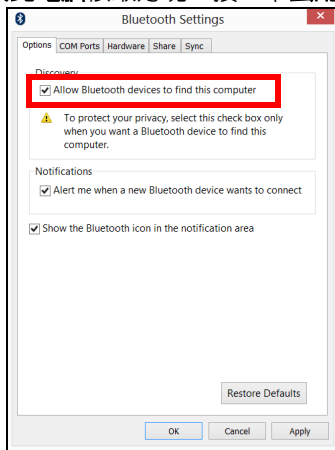 Bluetooth Settings
Options COM Ports Hardware Share Sync
Discovery
Allow Bluetooth devices to find this computer
To protect your privacy, select this check box only
when you want a Bluetooth device to find this
computer.
Notifications
Alert me when a new Bluetooth device wants to connect
Show the Bluetooth icon in the notification area
Restore Defaults
OK Cancel Apply